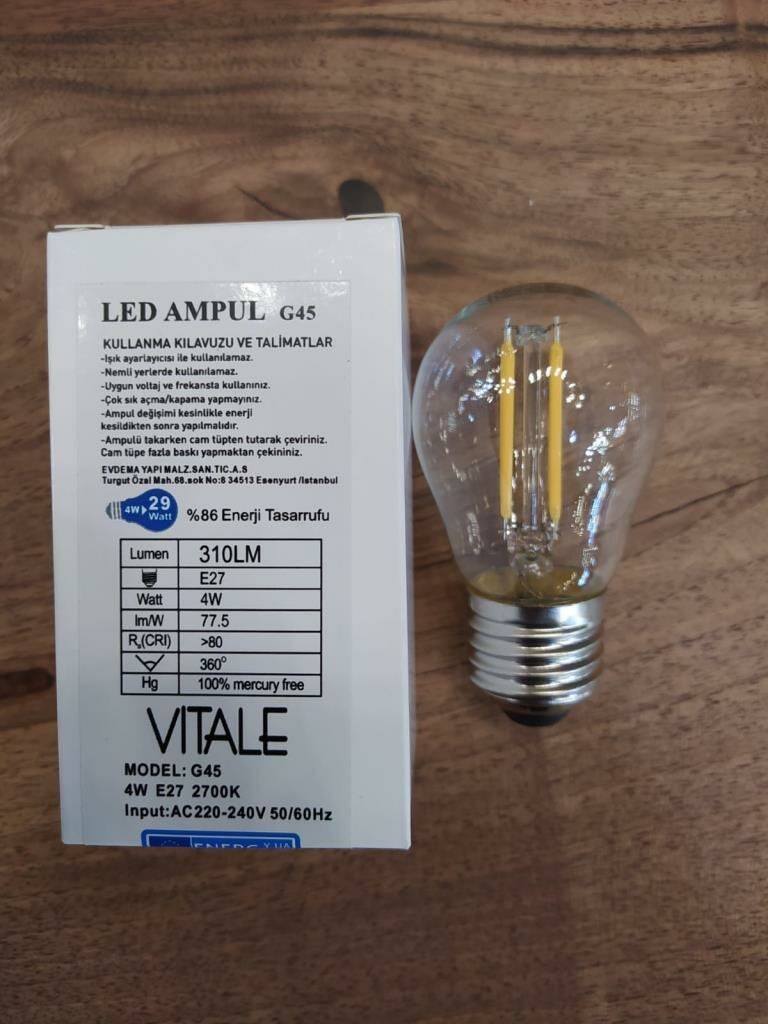 LED AMPUL G45
KULLANMA KILAVUZU VE TALIMATLAR
-Işık ayarlayıcısı ile kullanılamaz.
-Nemli yerlerde kullanılamaz.
-Uygun voltaj ve frekansta kullanınız.
-Çok sık açma/kapama yapmayınız.
-Ampul değişimi kesinlikle enerji
kesildikten sonra yapılmalıdır.
-Ampulü takarken cam tüpten tutarak çeviriniz.
Cam tüpe fazla baskı yapmaktan çekininiz.
EVDEMA YAPI MALZ.SAN.TIC.A.S
Turgut Özal Mah.68.sok No:8 34513 Esenyurt /Istanbul
4W 29 Watt %86 Enerji Tasarrufu
Lumen 310LM
E27
Watt 4W
lm/W 77.5
Ra(CRI) >80
360°
Hg 100% mercury free
VITALE
MODEL: G45
4W E27 2700K
Input:AC220-240V 50/60Hz
ENERG Y IJA